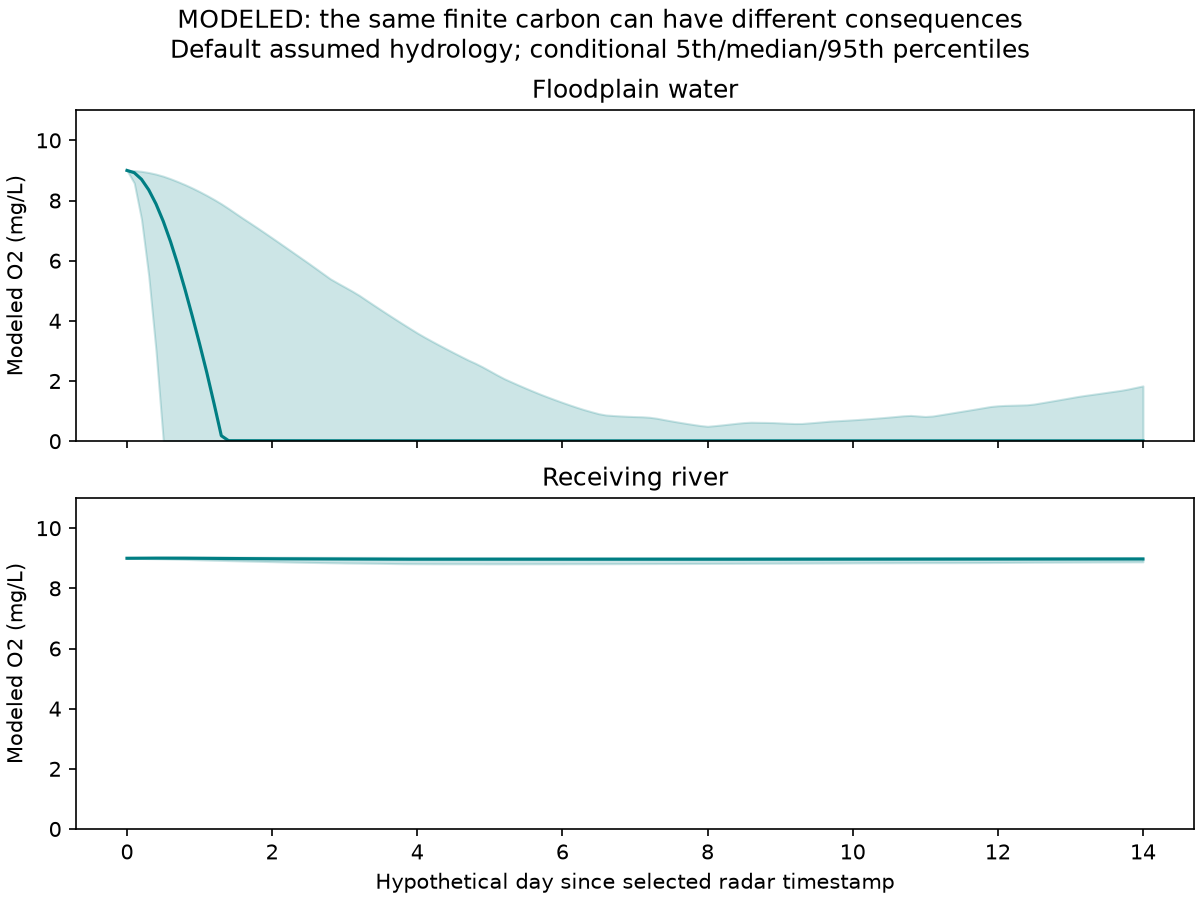 MODELED: the same finite carbon can have different consequences
Default assumed hydrology; conditional 5th/median/95th percentiles
Floodplain water
Modeled O2 (mg/L)
10
8
6
4
2
0
Receiving river
Modeled O2 (mg/L)
10
8
6
4
2
0
0 2 4 6 8 10 12 14
Hypothetical day since selected radar timestamp